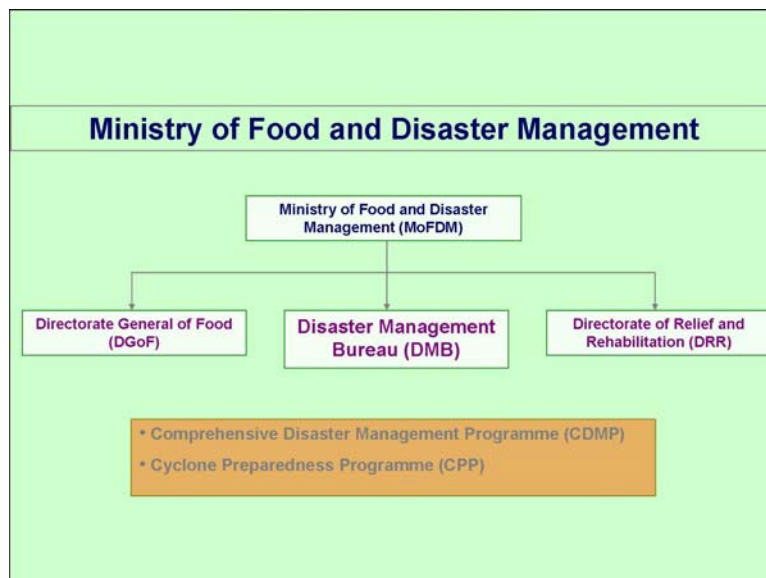 Ministry of Food and Disaster Management
Ministry of Food and Disaster
Management (MoFDM)
Directorate General of Food
(DGoF)
Disaster Management
Bureau (DMB)
Directorate of Relief and
Rehabilitation (DRR)
• Comprehensive Disaster Management Programme (CDMP)
• Cyclone Preparedness Programme (CPP)